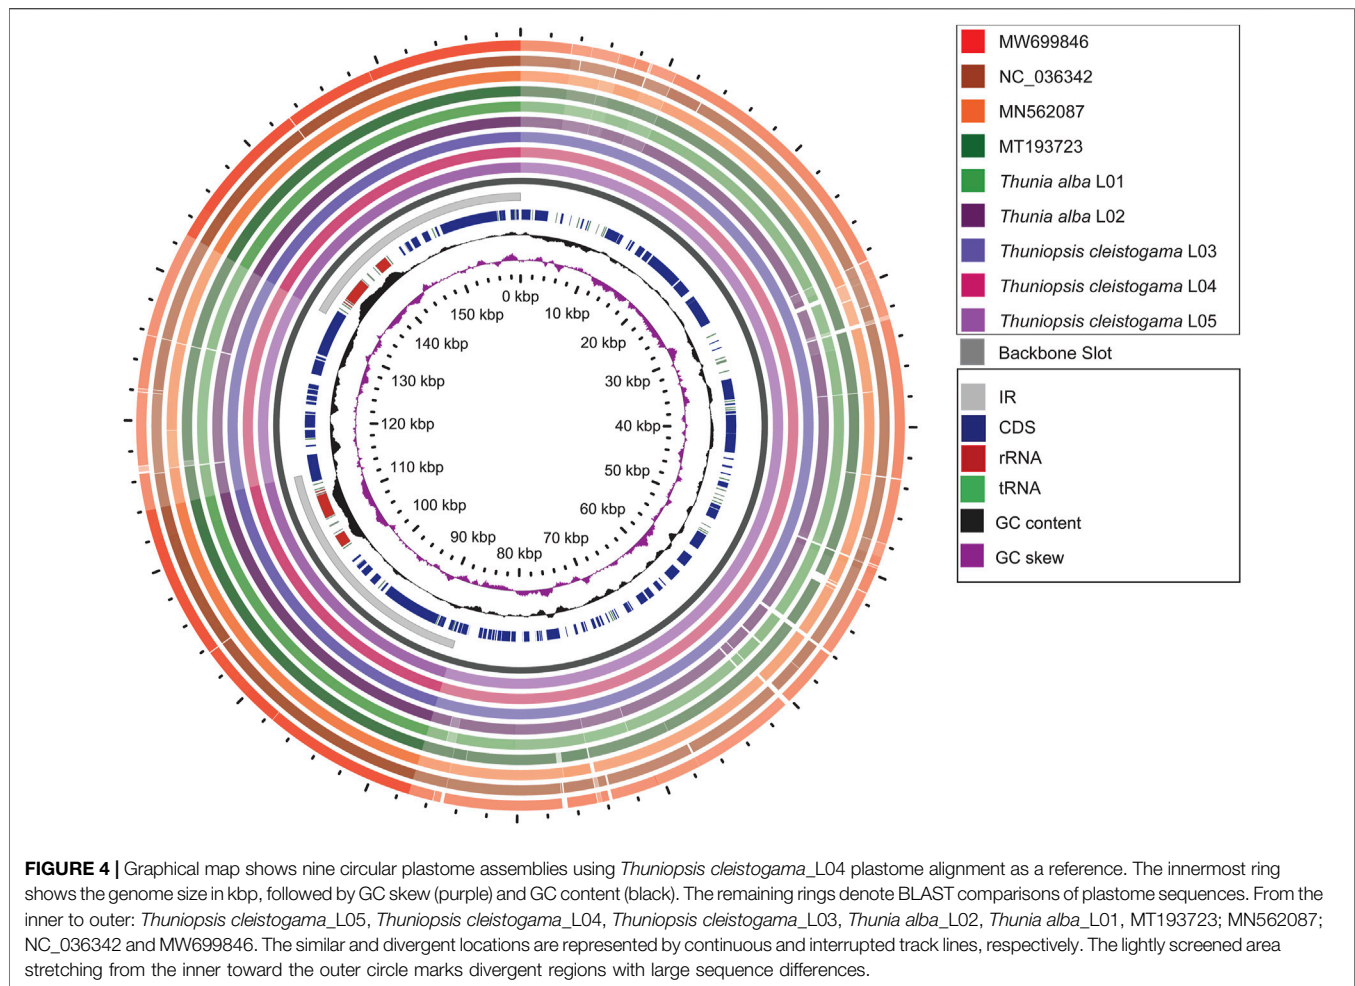 MW699846
NC_036342
MN562087
MT193723
Thunia alba L01
Thunia alba L02
Thuniopsis cleistogama L03
Thuniopsis cleistogama L04
Thuniopsis cleistogama L05
Backbone Slot
IR
CDS
rRNA
tRNA
GC content
GC skew
0 kbp
10 kbp
20 kbp
30 kbp
40 kbp
50 kbp
60 kbp
70 kbp
80 kbp
90 kbp
100 kbp
110 kbp
120 kbp
130 kbp
140 kbp
150 kbp
FIGURE 4 | Graphical map shows nine circular plastome assemblies using Thuniopsis cleistogama_L04 plastome alignment as a reference. The innermost ring
shows the genome size in kbp, followed by GC skew (purple) and GC content (black). The remaining rings denote BLAST comparisons of plastome sequences. From the
inner to outer: Thuniopsis cleistogama_L05, Thuniopsis cleistogama_L04, Thuniopsis cleistogama_L03, Thunia alba_L02, Thunia alba_L01, MT193723; MN562087;
NC_036342 and MW699846. The similar and divergent locations are represented by continuous and interrupted track lines, respectively. The lightly screened area
stretching from the inner toward the outer circle marks divergent regions with large sequence differences.